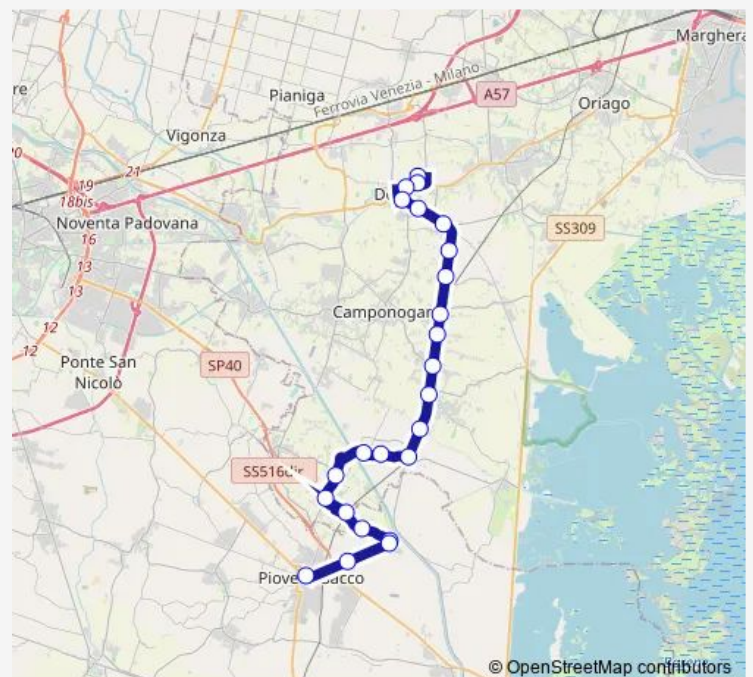 Marghera
Ferrovia Venezia - Milano
A57
Pianiga
Oriago
Vigonza
21
19
18bis
Noventa Padovana
16
SS309
13
13
Camponogar
12
12
Ponte San
Nicolò
SP40
SS516dir
Piove
acco
© OpenStreetMap contributors